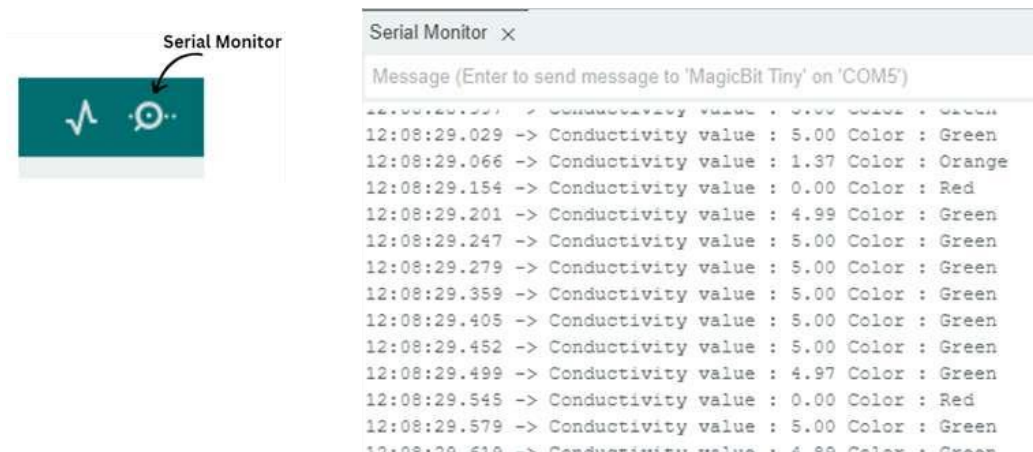 Serial Monitor
Serial Monitor ×
Message (Enter to send message to 'MagicBit Tiny' on 'COM5')
12:08:29.029 -> Conductivity value : 5.00 Color : Green
12:08:29.066 -> Conductivity value : 1.37 Color : Orange
12:08:29.154 -> Conductivity value : 0.00 Color : Red
12:08:29.201 -> Conductivity value : 4.99 Color : Green
12:08:29.247 -> Conductivity value : 5.00 Color : Green
12:08:29.279 -> Conductivity value : 5.00 Color : Green
12:08:29.359 -> Conductivity value : 5.00 Color : Green
12:08:29.405 -> Conductivity value : 5.00 Color : Green
12:08:29.452 -> Conductivity value : 5.00 Color : Green
12:08:29.499 -> Conductivity value : 4.97 Color : Green
12:08:29.545 -> Conductivity value : 0.00 Color : Red
12:08:29.579 -> Conductivity value : 5.00 Color : Green